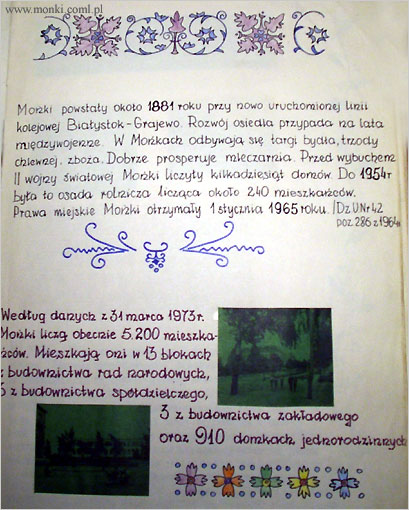 www.monki.coml.pl
Mońki powstały około 1881 roku przy nowo uruchomionej linii
kolejowej Białystok-Grajewo. Rozwój osiedla przypada na lata
międzywojenne. W Mońkach odbywają się targi bydła, trzody
chlewnej, zboża. Dobrze prosperuje mleczarnia. Przed wybuchem
II wojny światowej Mońki liczyły kilkadziesiąt domów. Do 1954r
była to osada rolnicza licząca około 240 mieszkańców.
Prawa miejskie Mońki otrzymały 1 stycznia 1965 roku. /Dz U Nr 42
poz 286 z 1964r
Według danych z 31 marca 1973 r.
Mońki liczą obecnie 5.200 mieszka-
ńców. Mieszkają oni w 13 blokach
z budownictwa rad narodowych,
z budownictwa spółdzielczego,
3 z budownictwa zakładowego
oraz 910 domkach jednorodzinnych